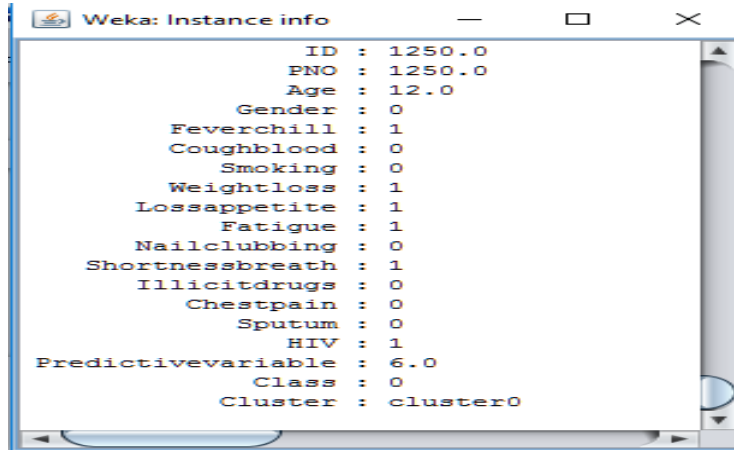 Weka: Instance info
ID : 1250.0
PNO : 1250.0
Age : 12.0
Gender : 0
Feverchill : 1
Coughblood : 0
Smoking : 0
Weightloss : 1
Lossappetite : 1
Fatigue : 1
Nailclubbing : 0
Shortnessbreath : 1
Illicitdrugs : 0
Chestpain : 0
Sputum : 0
HIV : 1
Predictivevariable : 6.0
Class : 0
Cluster : cluster0